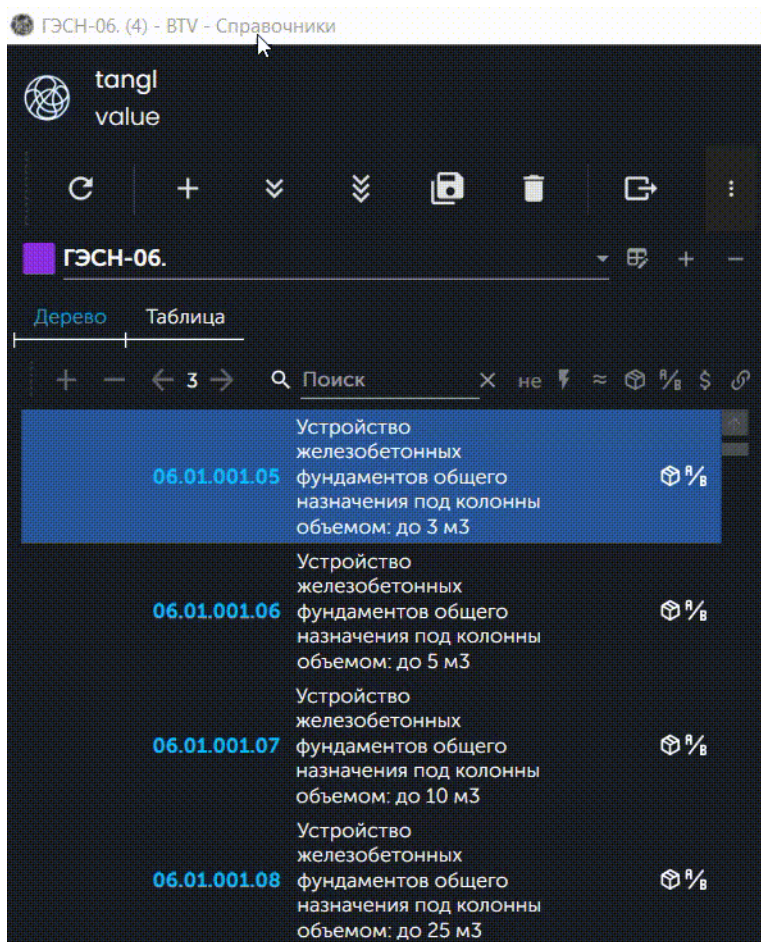 ГЭСН-06. (4) - BTV - Справочники
tangl
value
ГЭСН-06.
Дерево Таблица
3 Поиск не ≈ A/B $
Устройство
железобетонных
06.01.001.05 фундаментов общего A/B
назначения под колонны
объемом: до 3 м3
Устройство
железобетонных
06.01.001.06 фундаментов общего A/B
назначения под колонны
объемом: до 5 м3
Устройство
железобетонных
06.01.001.07 фундаментов общего A/B
назначения под колонны
объемом: до 10 м3
Устройство
железобетонных
06.01.001.08 фундаментов общего A/B
назначения под колонны
объемом: до 25 м3